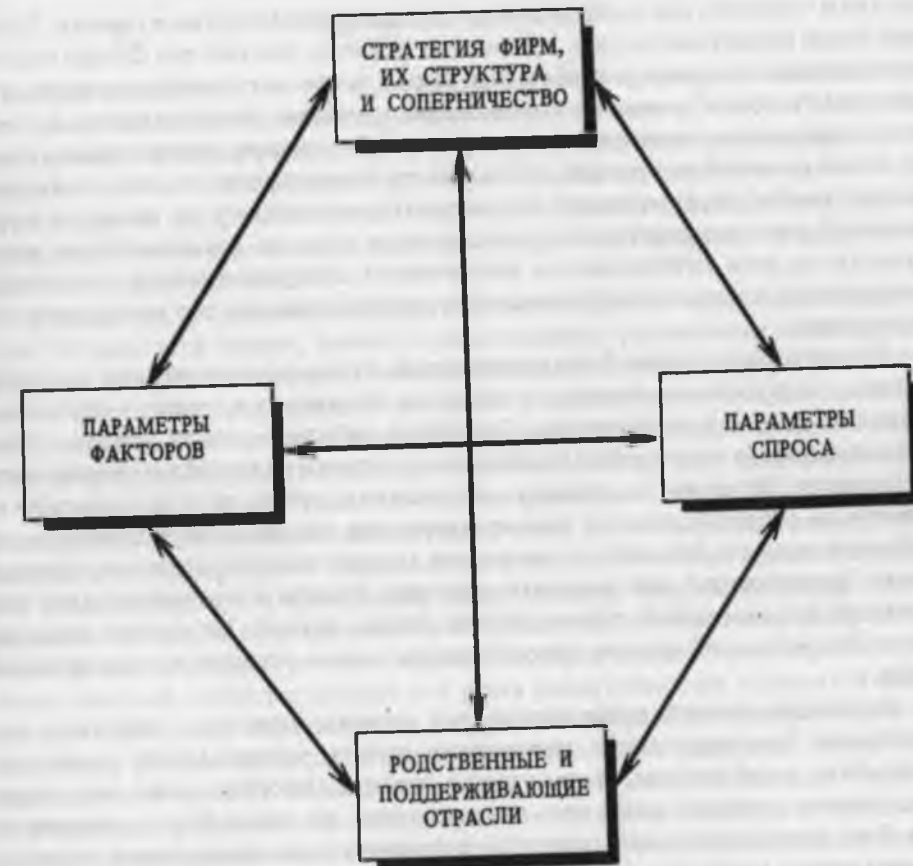 СТРАТЕГИЯ ФИРМ,
ИХ СТРУКТУРА
И СОПЕРНИЧЕСТВО
ПАРАМЕТРЫ
ФАКТОРОВ
ПАРАМЕТРЫ
СПРОСА
РОДСТВЕННЫЕ И
ПОДДЕРЖИВАЮЩИЕ
ОТРАСЛИ